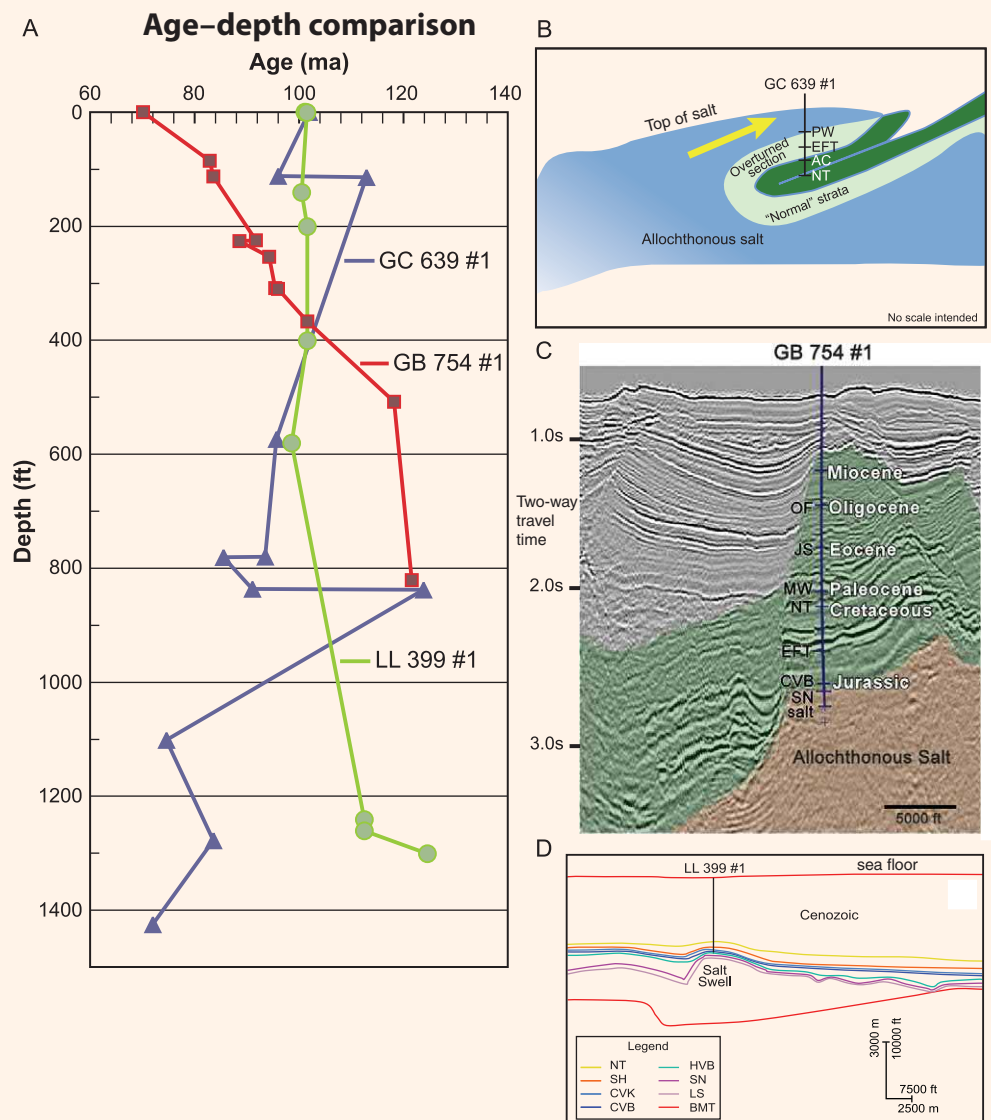 A
Age–depth comparison
Age (ma)
60 80 100 120 140
Depth (ft)
0
200
400
600
800
1000
1200
1400
GC 639 #1
GB 754 #1
LL 399 #1
B
GC 639 #1
Top of salt
PW
EFT
AC
NT
Overturned
section
"Normal" strata
Allochthonous salt
No scale intended
C
GB 754 #1
1.0s
Two-way
travel
time
2.0s
3.0s
Miocene
OF Oligocene
JS Eocene
MW Paleocene
NT Cretaceous
EFT
CVB Jurassic
SN
salt
Allochthonous Salt
5000 ft
D
LL 399 #1
sea floor
Cenozoic
Salt
Swell
Legend
NT HVB
SH SN
CVK LS
CVB BMT
3000 m
10000 ft
7500 ft
2500 m